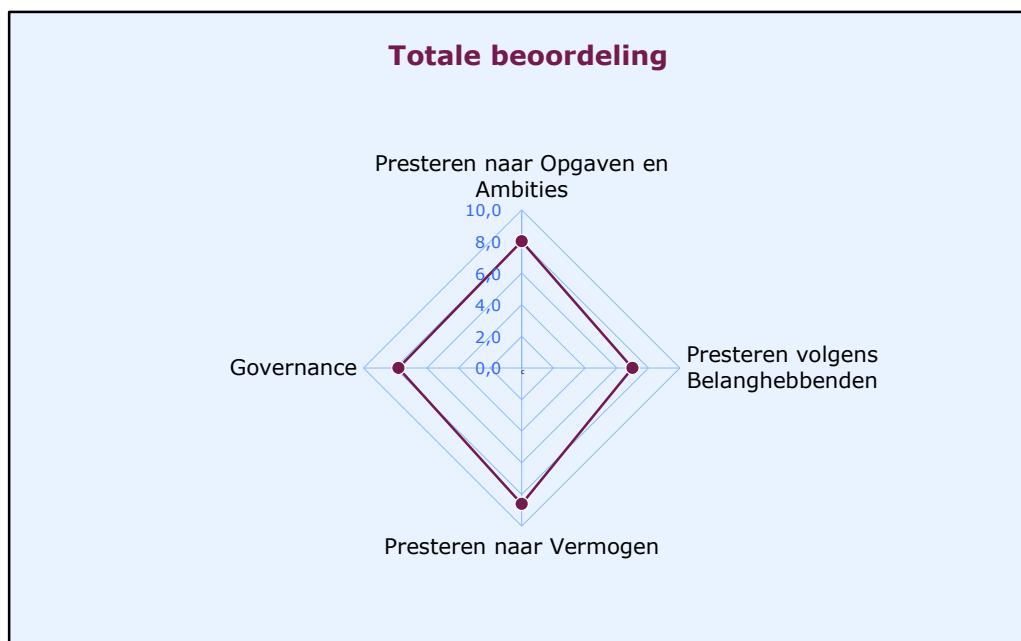 Totale beoordeling
Presteren naar Opgaven en
Ambities
10,0
8,0
6,0
4,0
2,0
0,0
c
Governance
Presteren volgens
Belanghebbenden
Presteren naar Vermogen